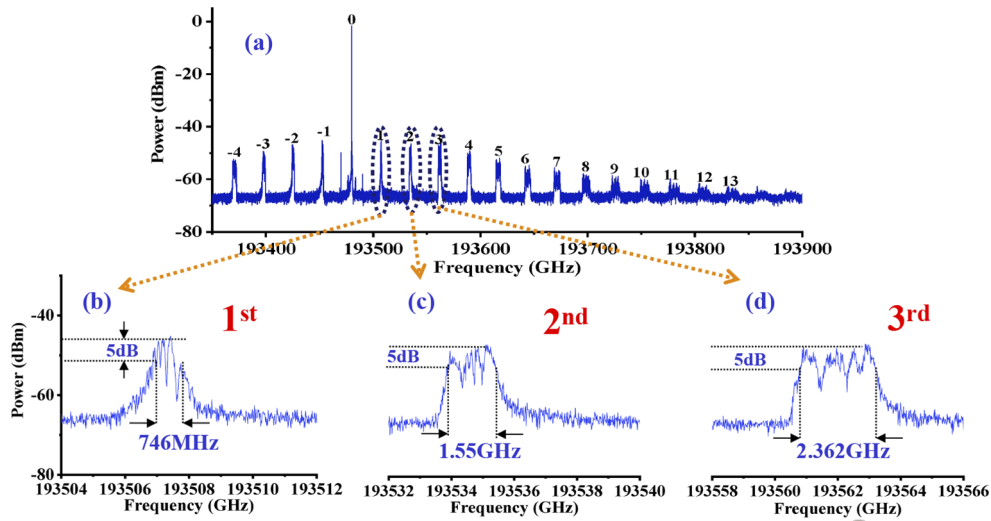 (a)
0
Power (dBm)
0
-20
-40
-60
-80
-4 -3 -2 -1 1 2 3 4 5 6 7 8 9 10 11 12 13
193400 193500 193600 193700 193800 193900
Frequency (GHz)
(b) 1st
(c) 2nd
(d) 3rd
Power (dBm)
-40
-60
-80
5dB
5dB
5dB
746MHz
1.55GHz
2.362GHz
193504 193506 193508 193510 193512
193532 193534 193536 193538 193540
193558 193560 193562 193564 193566
Frequency (GHz)
Frequency (GHz)
Frequency (GHz)